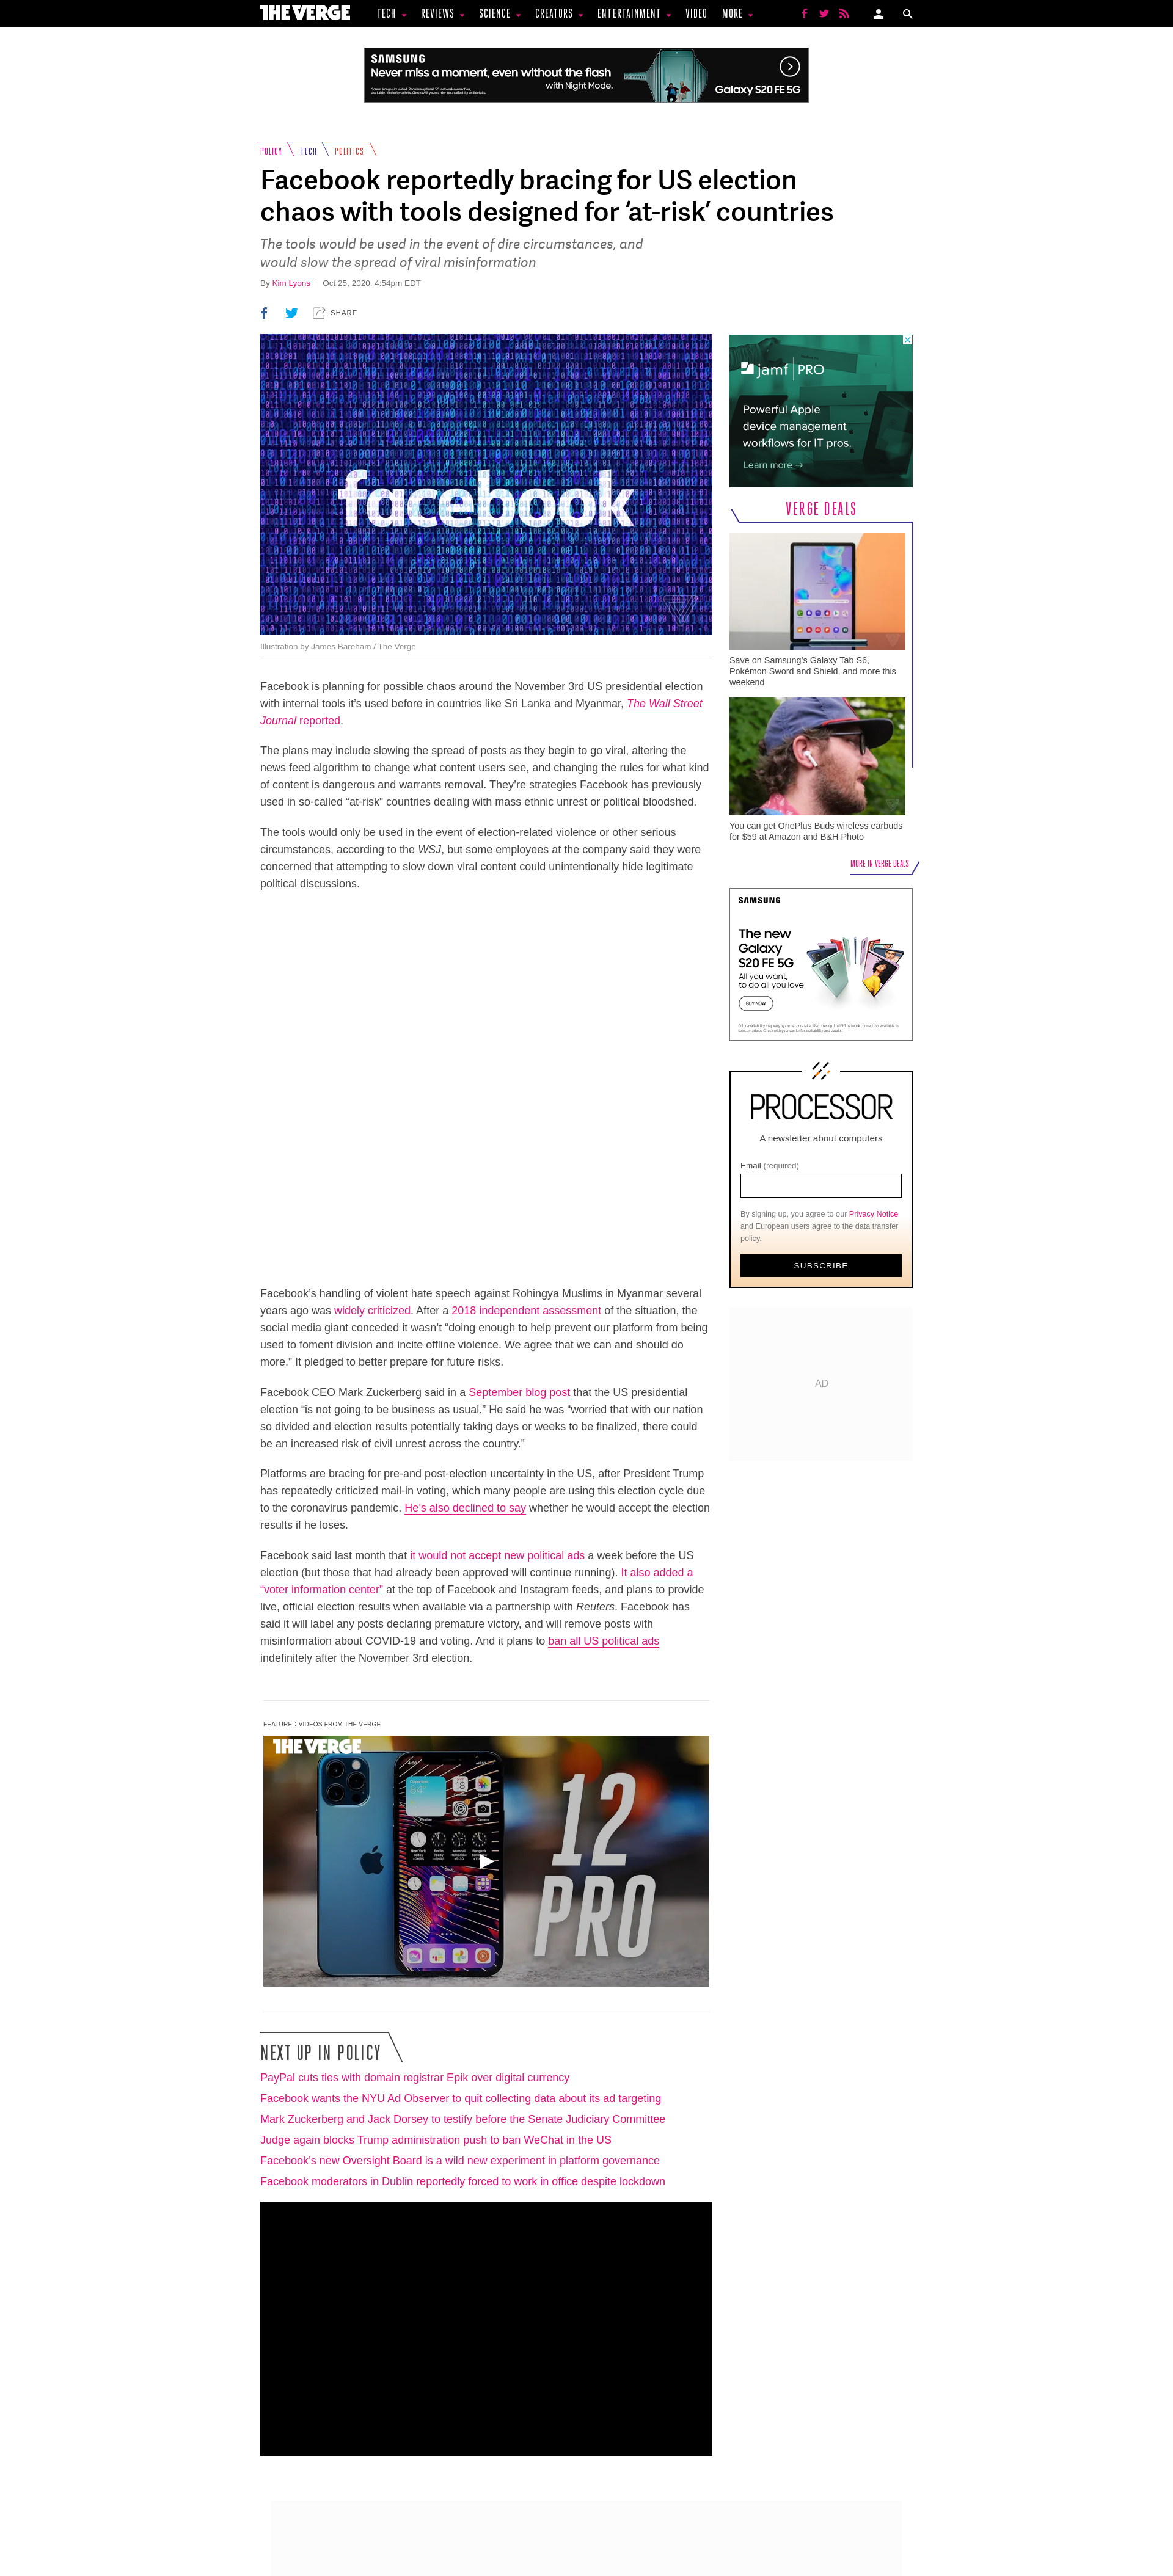 THE VERGE
TECH REVIEWS SCIENCE CREATORS ENTERTAINMENT VIDEO MORE
SAMSUNG
Never miss a moment, even without the flash
with Night Mode.
Galaxy S20 FE 5G
POLICY TECH POLITICS
Facebook reportedly bracing for US election
chaos with tools designed for ‘at-risk’ countries
The tools would be used in the event of dire circumstances, and
would slow the spread of viral misinformation
By Kim Lyons | Oct 25, 2020, 4:54pm EDT
SHARE
facebook
Illustration by James Bareham / The Verge
Facebook is planning for possible chaos around the November 3rd US presidential election
with internal tools it’s used before in countries like Sri Lanka and Myanmar, The Wall Street
Journal reported.
The plans may include slowing the spread of posts as they begin to go viral, altering the
news feed algorithm to change what content users see, and changing the rules for what kind
of content is dangerous and warrants removal. They’re strategies Facebook has previously
used in so-called “at-risk” countries dealing with mass ethnic unrest or political bloodshed.
The tools would only be used in the event of election-related violence or other serious
circumstances, according to the WSJ, but some employees at the company said they were
concerned that attempting to slow down viral content could unintentionally hide legitimate
political discussions.
Facebook’s handling of violent hate speech against Rohingya Muslims in Myanmar several
years ago was widely criticized. After a 2018 independent assessment of the situation, the
social media giant conceded it wasn’t “doing enough to help prevent our platform from being
used to foment division and incite offline violence. We agree that we can and should do
more.” It pledged to better prepare for future risks.
Facebook CEO Mark Zuckerberg said in a September blog post that the US presidential
election “is not going to be business as usual.” He said he was “worried that with our nation
so divided and election results potentially taking days or weeks to be finalized, there could
be an increased risk of civil unrest across the country.”
Platforms are bracing for pre-and post-election uncertainty in the US, after President Trump
has repeatedly criticized mail-in voting, which many people are using this election cycle due
to the coronavirus pandemic. He’s also declined to say whether he would accept the election
results if he loses.
Facebook said last month that it would not accept new political ads a week before the US
election (but those that had already been approved will continue running). It also added a
“voter information center” at the top of Facebook and Instagram feeds, and plans to provide
live, official election results when available via a partnership with Reuters. Facebook has
said it will label any posts declaring premature victory, and will remove posts with
misinformation about COVID-19 and voting. And it plans to ban all US political ads
indefinitely after the November 3rd election.
FEATURED VIDEOS FROM THE VERGE
THE VERGE
12
PRO
NEXT UP IN POLICY
PayPal cuts ties with domain registrar Epik over digital currency
Facebook wants the NYU Ad Observer to quit collecting data about its ad targeting
Mark Zuckerberg and Jack Dorsey to testify before the Senate Judiciary Committee
Judge again blocks Trump administration push to ban WeChat in the US
Facebook’s new Oversight Board is a wild new experiment in platform governance
Facebook moderators in Dublin reportedly forced to work in office despite lockdown
jamf | PRO
Powerful Apple
device management
workflows for IT pros.
Learn more →
VERGE DEALS
Save on Samsung’s Galaxy Tab S6,
Pokémon Sword and Shield, and more this
weekend
You can get OnePlus Buds wireless earbuds
for $59 at Amazon and B&H Photo
MORE IN VERGE DEALS
SAMSUNG
The new
Galaxy
S20 FE 5G
All you want,
to do all you love
BUY NOW
PROCESSOR
A newsletter about computers
Email (required)
By signing up, you agree to our Privacy Notice
and European users agree to the data transfer
policy.
SUBSCRIBE
AD